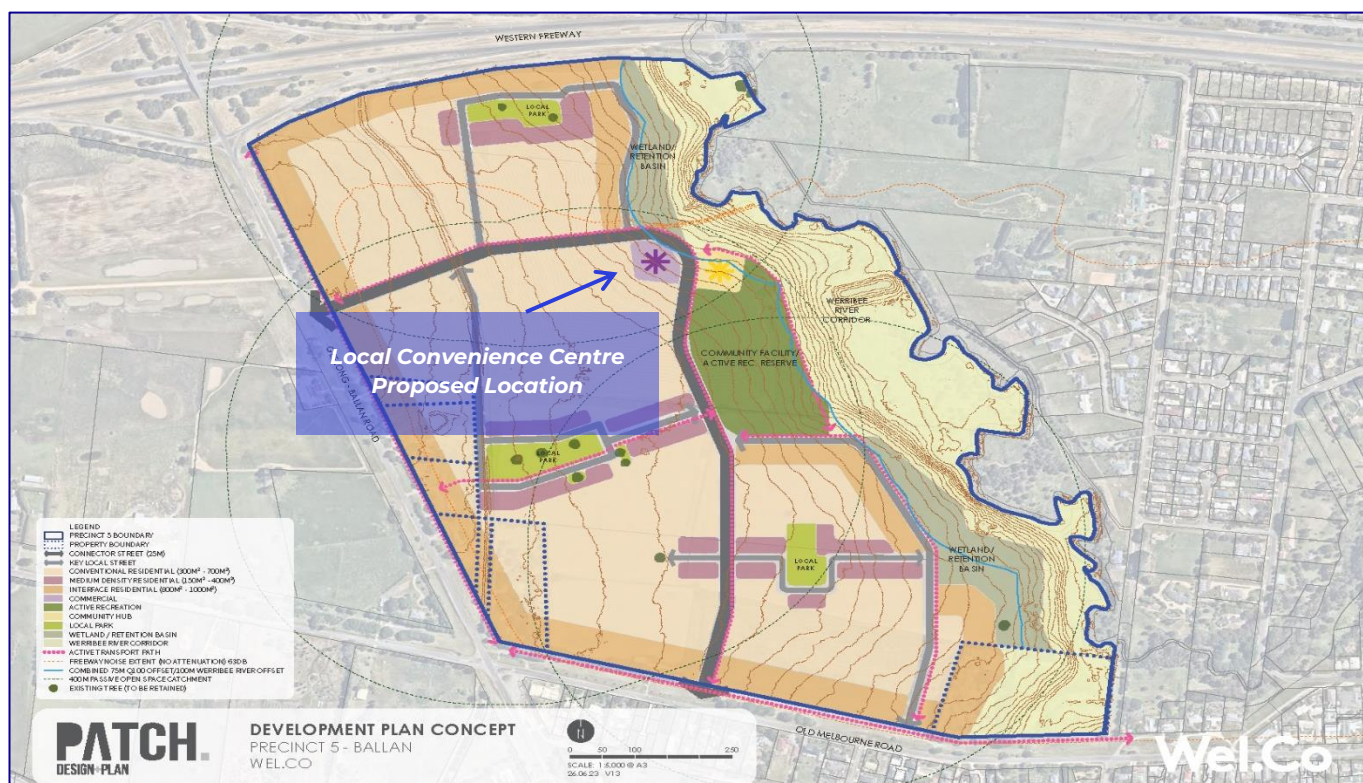 WESTERN FREEWAY
LOCAL
PARK
WETLAND/
RETENTION
BASIN
WERRIBEE
RIVER
CORRIDOR
Local Convenience Centre
Proposed Location
COMMUNITY FACILITY/
ACTIVE REC. RESERVE
GEELONG - BALLAN ROAD
LOCAL
PARK
LOCAL
PARK
WETLAND/
RETENTION
BASIN
OLD MELBOURNE ROAD
LEGEND
PRECINCT 5 BOUNDARY
PROPERTY BOUNDARY
CONNECTOR STREET (25M)
KEY LOCAL STREET
CONVENTIONAL RESIDENTIAL (300M² - 700M²)
MEDIUM DENSITY RESIDENTIAL (150M² - 400M²)
INTERFACE RESIDENTIAL (800M² - 1000M²)
COMMERCIAL
ACTIVE RECREATION
COMMUNITY HUB
LOCAL PARK
WETLAND / RETENTION BASIN
WERRIBEE RIVER CORRIDOR
ACTIVE TRANSPORT PATH
FREEWAY NOISE EXTENT (NO ATTENUATION) 63DB
COMBINED 75M Q100 OFFSET/100M WERRIBEE RIVER OFFSET
400M PASSIVE OPEN SPACE CATCHMENT
EXISTING TREE (TO BE RETAINED)
PATCH.
DESIGN+PLAN
DEVELOPMENT PLAN CONCEPT
PRECINCT 5 - BALLAN
WEL.CO
N
0 50 100 250
SCALE: 1:5,000 @ A3
26.06.23 V13
Wel.Co